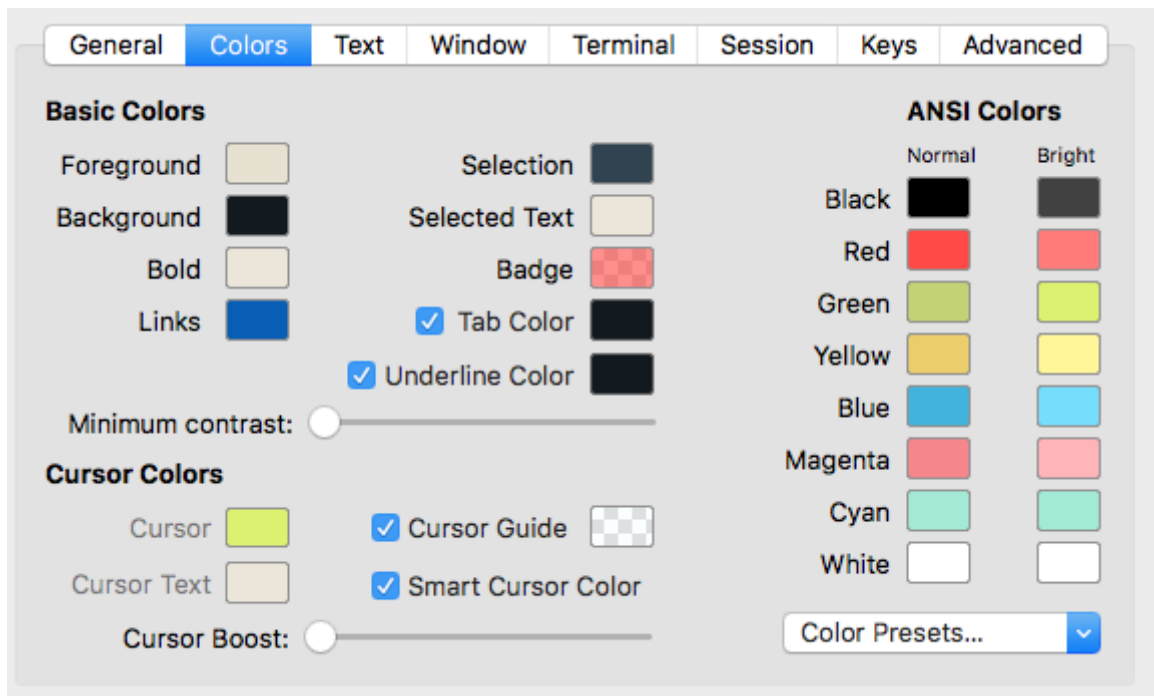 General Colors Text Window Terminal Session Keys Advanced
Basic Colors
Foreground
Background
Bold
Links
Selection
Selected Text
Badge
Tab Color
Underline Color
Minimum contrast:
Cursor Colors
Cursor
Cursor Text
Cursor Guide
Smart Cursor Color
Cursor Boost:
ANSI Colors
Normal Bright
Black
Red
Green
Yellow
Blue
Magenta
Cyan
White
Color Presets...